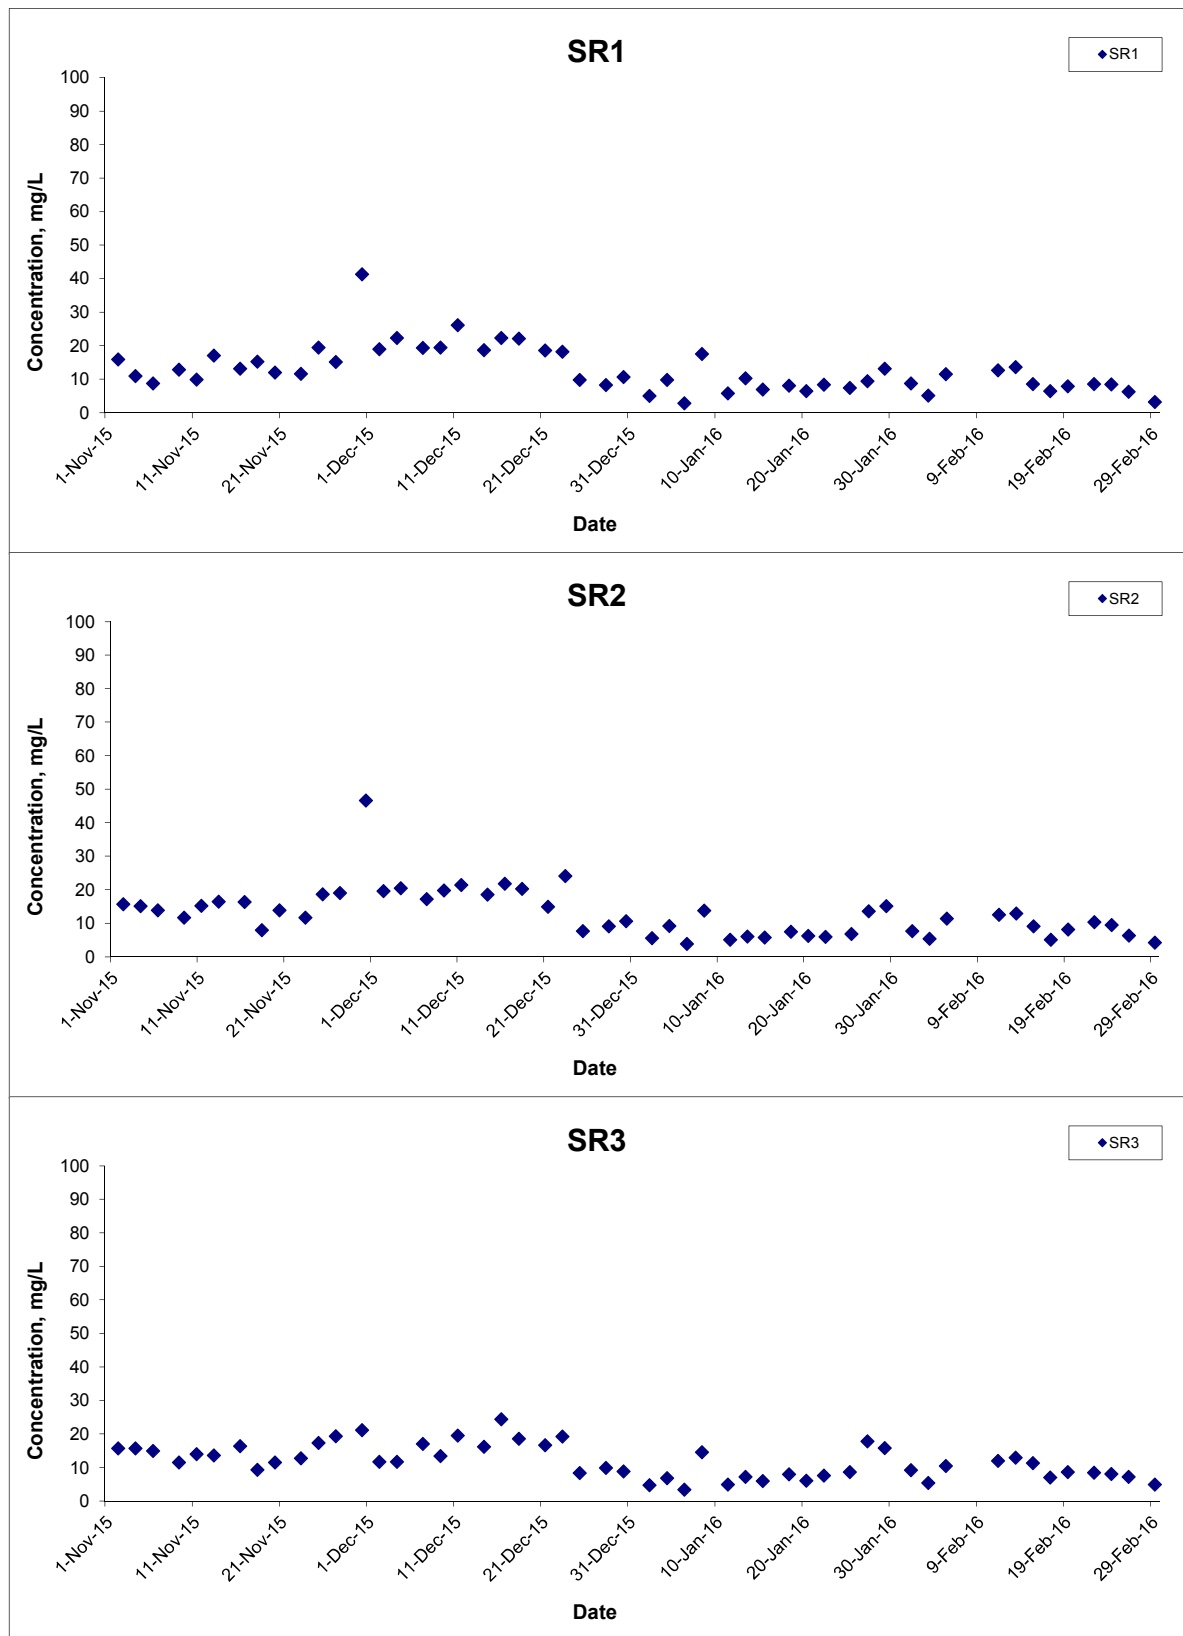 SR1
SR1
100
90
80
70
60
50
40
30
20
10
0
Concentration, mg/L
1-Nov-15
11-Nov-15
21-Nov-15
1-Dec-15
11-Dec-15
21-Dec-15
31-Dec-15
10-Jan-16
20-Jan-16
30-Jan-16
9-Feb-16
19-Feb-16
29-Feb-16
Date
SR2
SR2
100
90
80
70
60
50
40
30
20
10
0
Concentration, mg/L
1-Nov-15
11-Nov-15
21-Nov-15
1-Dec-15
11-Dec-15
21-Dec-15
31-Dec-15
10-Jan-16
20-Jan-16
30-Jan-16
9-Feb-16
19-Feb-16
29-Feb-16
Date
SR3
SR3
100
90
80
70
60
50
40
30
20
10
0
Concentration, mg/L
1-Nov-15
11-Nov-15
21-Nov-15
1-Dec-15
11-Dec-15
21-Dec-15
31-Dec-15
10-Jan-16
20-Jan-16
30-Jan-16
9-Feb-16
19-Feb-16
29-Feb-16
Date